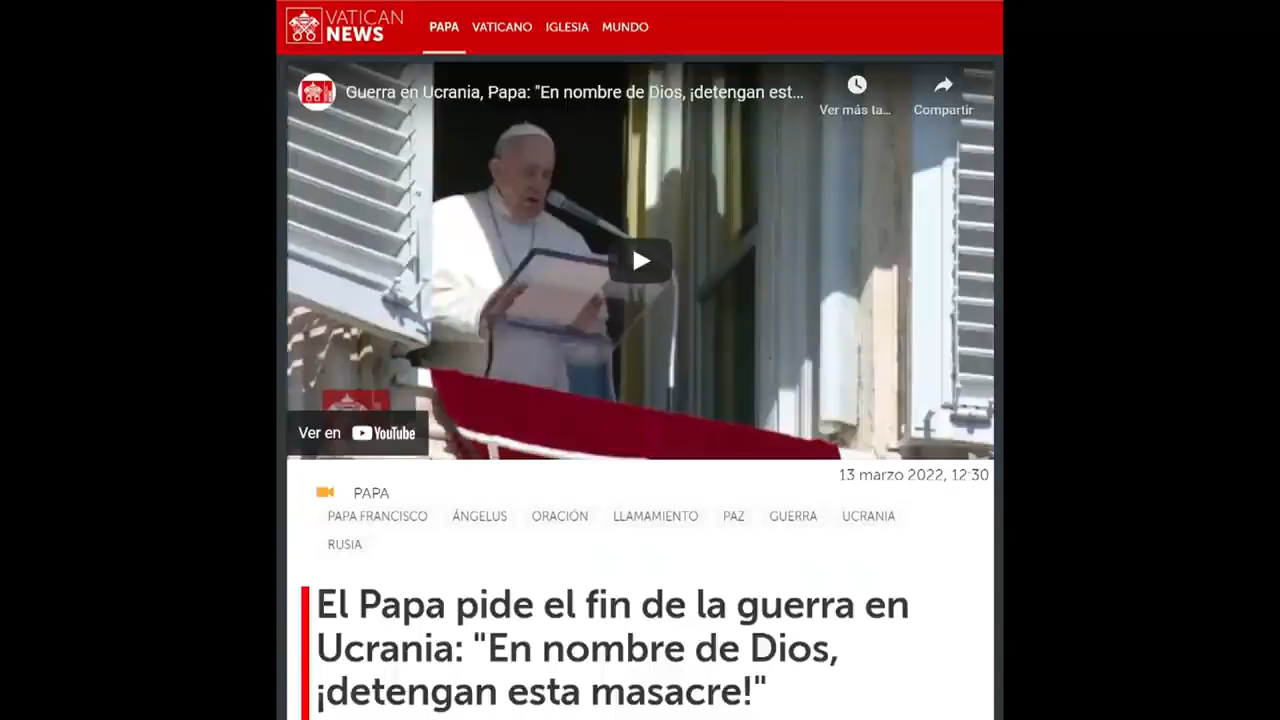 VATICAN
NEWS
PAPA VATICANO IGLESIA MUNDO
Guerra en Ucrania, Papa: "En nombre de Dios, ¡detengan est...
Ver más ta...
Compartir
Ver en YouTube
13 marzo 2022, 12:30
PAPA
PAPA FRANCISCO ÁNGELUS ORACIÓN LLAMAMIENTO PAZ GUERRA UCRANIA
RUSIA
El Papa pide el fin de la guerra en
Ucrania: "En nombre de Dios,
¡detengan esta masacre!"